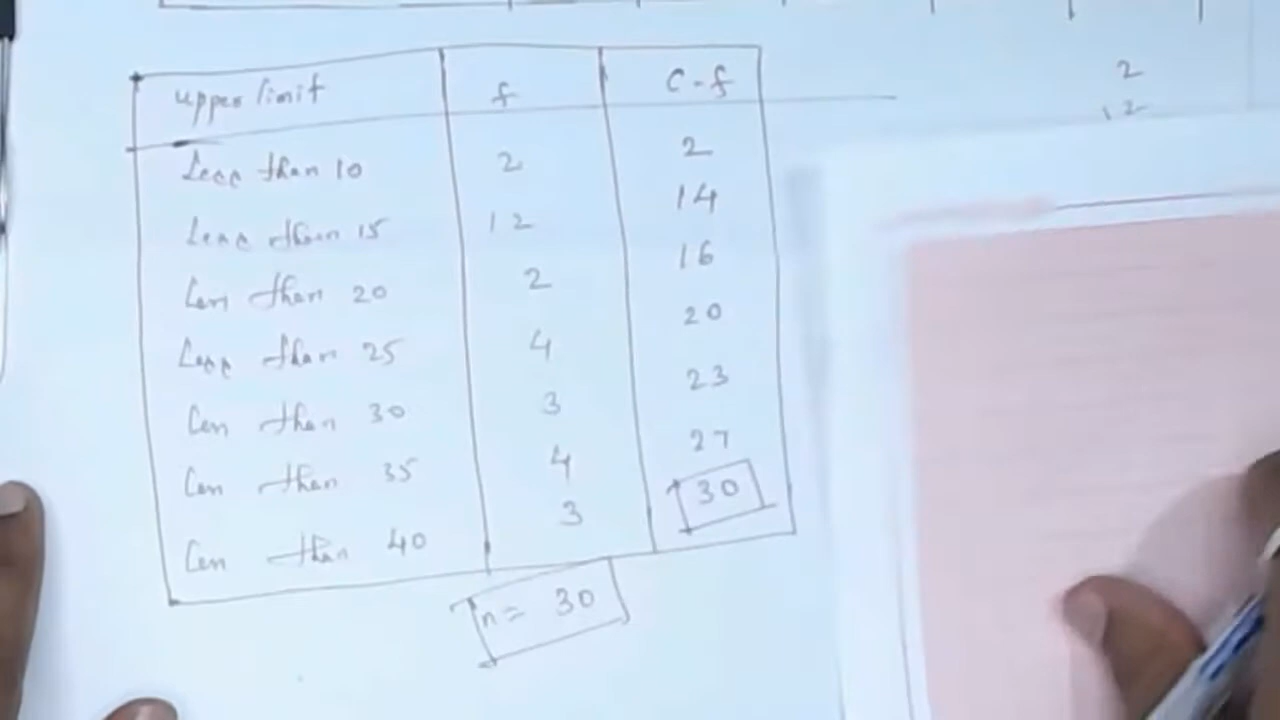 upper limit f c-f
Less than 10 2 2
Less than 15 12 14
Less than 20 2 16
Less than 25 4 20
Less than 30 3 23
Less than 35 4 27
Less than 40 3 30
n = 30
2
12